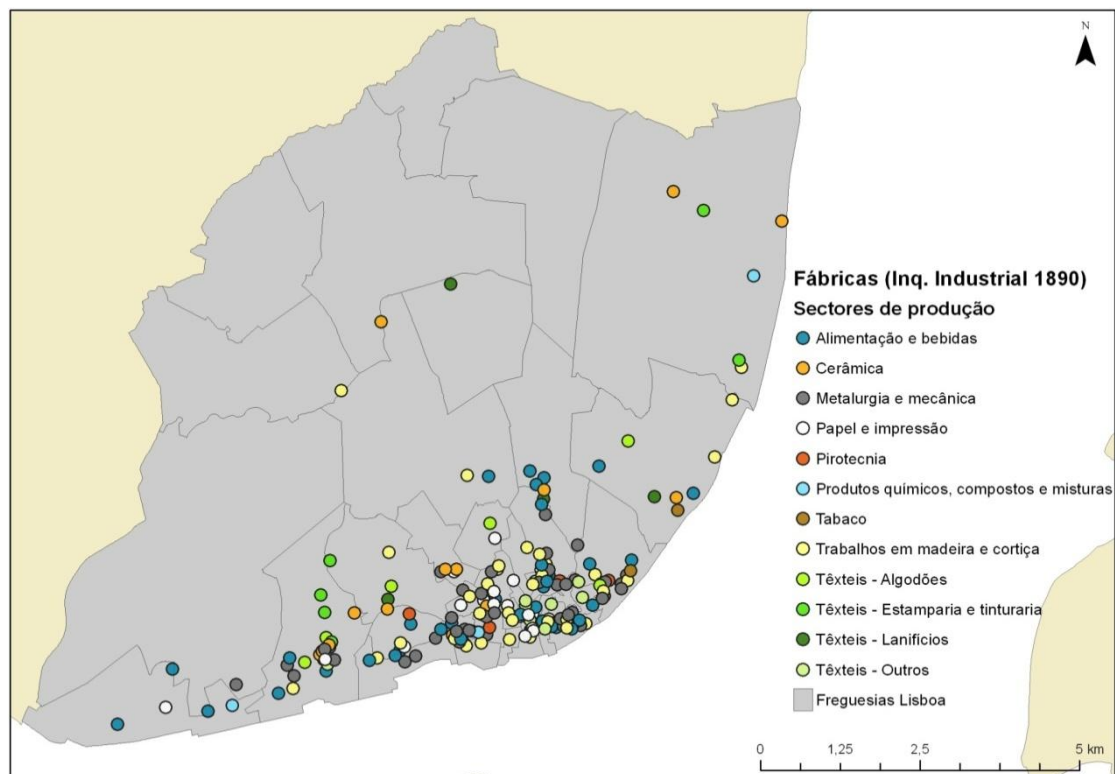 N
Fábricas (Inq. Industrial 1890)
Sectores de produção
Alimentação e bebidas
Cerâmica
Metalurgia e mecânica
Papel e impressão
Pirotecnia
Produtos químicos, compostos e misturas
Tabaco
Trabalhos em madeira e cortiça
Têxteis - Algodões
Têxteis - Estamparia e tinturaria
Têxteis - Lanifícios
Têxteis - Outros
Freguesias Lisboa
0 1,25 2,5 5 km